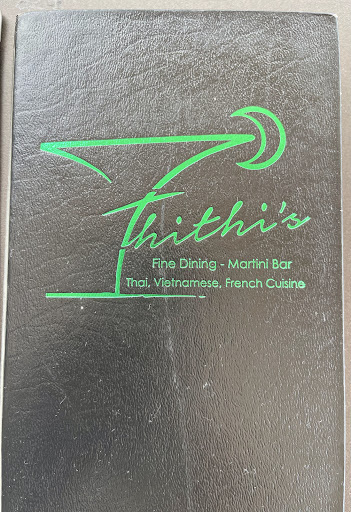 Thithi's
Fine Dining - Martini Bar
Thai, Vietnamese, French Cuisine